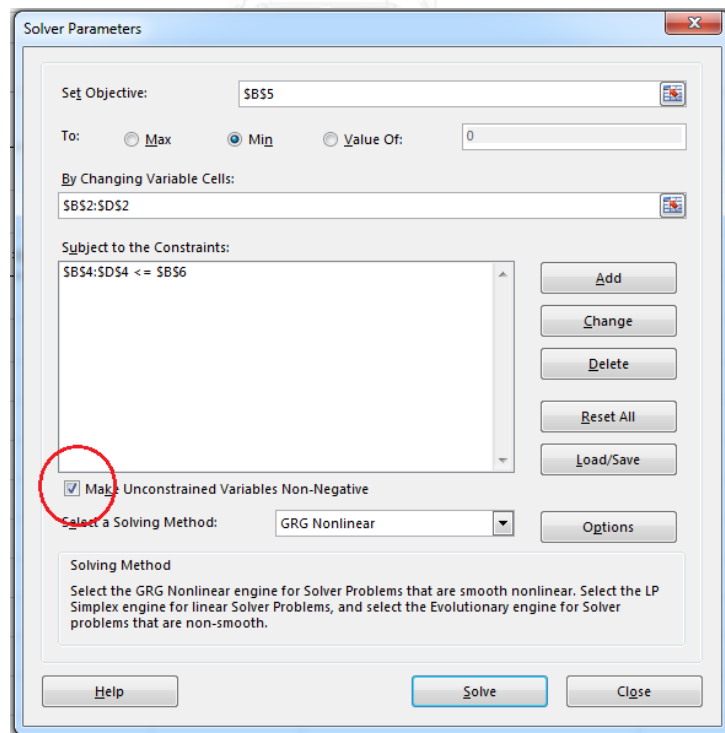 Solver Parameters
Set Objective:
$B$5
To:
Max
Min
Value Of:
0
By Changing Variable Cells:
$B$2:$D$2
Subject to the Constraints:
$B$4:$D$4 <= $B$6
Add
Change
Delete
Reset All
Load/Save
Make Unconstrained Variables Non-Negative
Select a Solving Method:
GRG Nonlinear
Options
Solving Method
Select the GRG Nonlinear engine for Solver Problems that are smooth nonlinear. Select the LP
Simplex engine for linear Solver Problems, and select the Evolutionary engine for Solver
problems that are non-smooth.
Help
Solve
Close